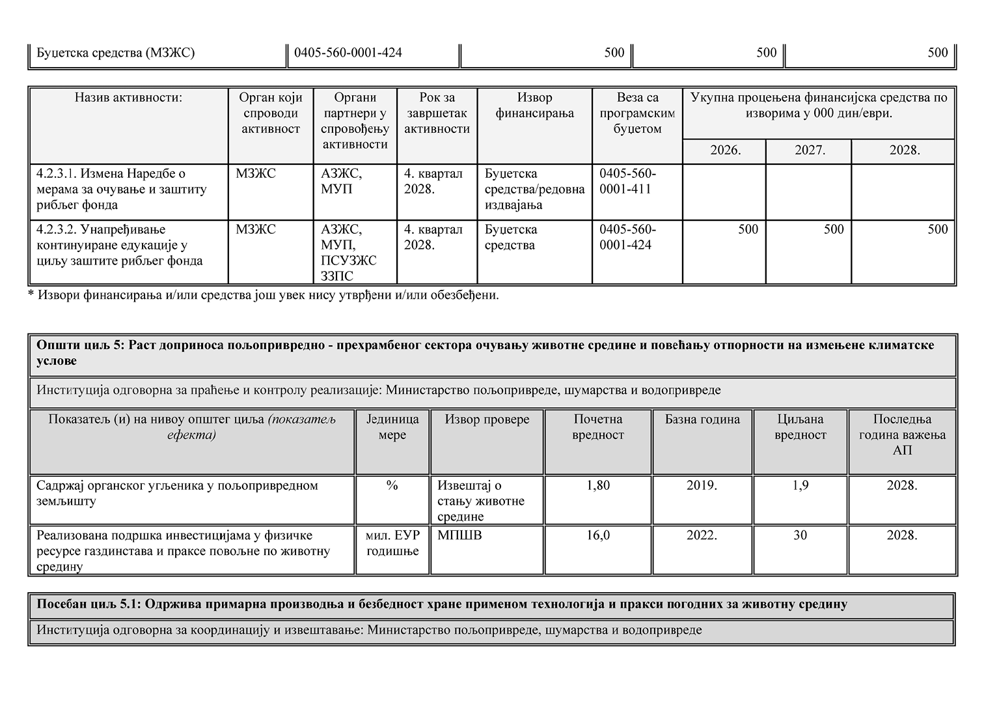 Буџетска средства (МЗЖС) 0405-560-0001-424 500 500 500
Назив активности: Орган који спроводи активност Органи партнери у спровођењу активности Рок за завршетак активности Извор финансирања Веза са програмским буџетом Укупна процењена финансијска средства по изворима у 000 дин/еври.
2026. 2027. 2028.
4.2.3.1. Измена Наредбе о
мерама за очување и заштиту
рибљег фонда
МЗЖС
АЗЖС,
МУП
4. квартал
2028.
Буџетска
средства/редовна
издвајања
0405-560-
0001-411
4.2.3.2. Унапређивање
континуиране едукације у
циљу заштите рибљег фонда
МЗЖС
АЗЖС,
МУП,
ПСУЗЖС
ЗЗПС
4. квартал
2028.
Буџетска
средства
0405-560-
0001-424
500 500 500
* Извори финансирања и/или средства још увек нису утврђени и/или обезбеђени.
Општи циљ 5: Раст доприноса пољопривредно - прехрамбеног сектора очувању животне средине и повећању отпорности на измењене климатске
услове
Институција одговорна за праћење и контролу реализације: Министарство пољопривреде, шумарства и водопривреде
Показатељ (и) на нивоу општег циља (показатељ
ефекта)
Јединица
мере
Извор провере
Почетна
вредност
Базна година
Циљана
вредност
Последња
година важења
АП
Садржај органског угљеника у пољопривредном
земљишту
%
Извештај о
стању животне
средине
1,80 2019. 1,9 2028.
Реализована подршка инвестицијама у физичке
ресурсе газдинстава и праксе повољне по животну
средину
мил. ЕУР
годишње
МПШВ 16,0 2022. 30 2028.
Посебан циљ 5.1: Одржива примарна производња и безбедност хране применом технологија и пракси погодних за животну средину
Институција одговорна за координацију и извештавање: Министарство пољопривреде, шумарства и водопривреде